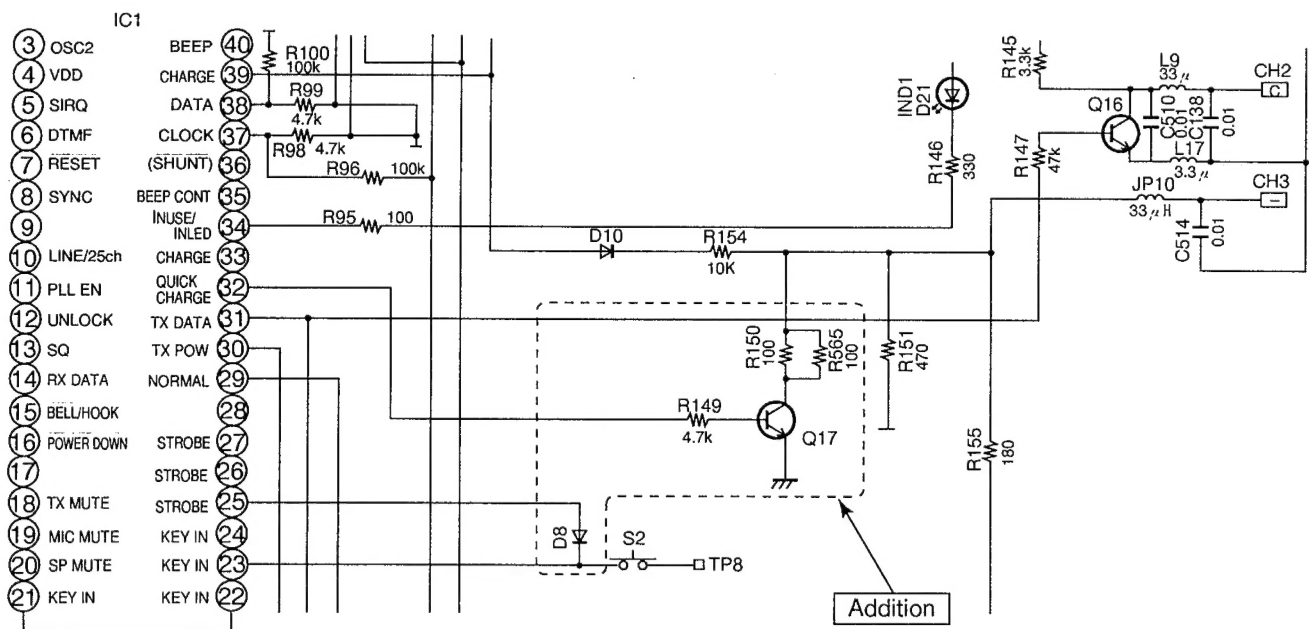 IC1
3 OSC2 BEEP 40
4 VDD CHARGE 39
5 SIRQ DATA 38
6 DTMF CLOCK 37
7 RESET (SHUNT) 36
8 SYNC BEEP CONT 35
9 INUSE/INLED 34
10 LINE/25ch CHARGE 33
11 PLL EN QUICK CHARGE 32
12 UNLOCK TX DATA 31
13 SQ TX POW 30
14 RX DATA NORMAL 29
15 BELL/HOOK 28
16 POWER DOWN STROBE 27
17 STROBE 26
18 TX MUTE STROBE 25
19 MIC MUTE KEY IN 24
20 SP MUTE KEY IN 23
21 KEY IN KEY IN 22
R100
100k
R99
4.7k
R98 4.7k
R96 100k
R95 100
IND1
D21
R146
330
D10
R154
10K
R145
3.3k
Q16
R147
47k
L9
33μ
C510
0.01
C138
0.01
L17
3.3μ
CH2
C
JP10
33μH
CH3
−
C514
0.01
R150
100
R565
100
R151
470
R149
4.7k
Q17
R155
180
D8
S2
TP8
Addition